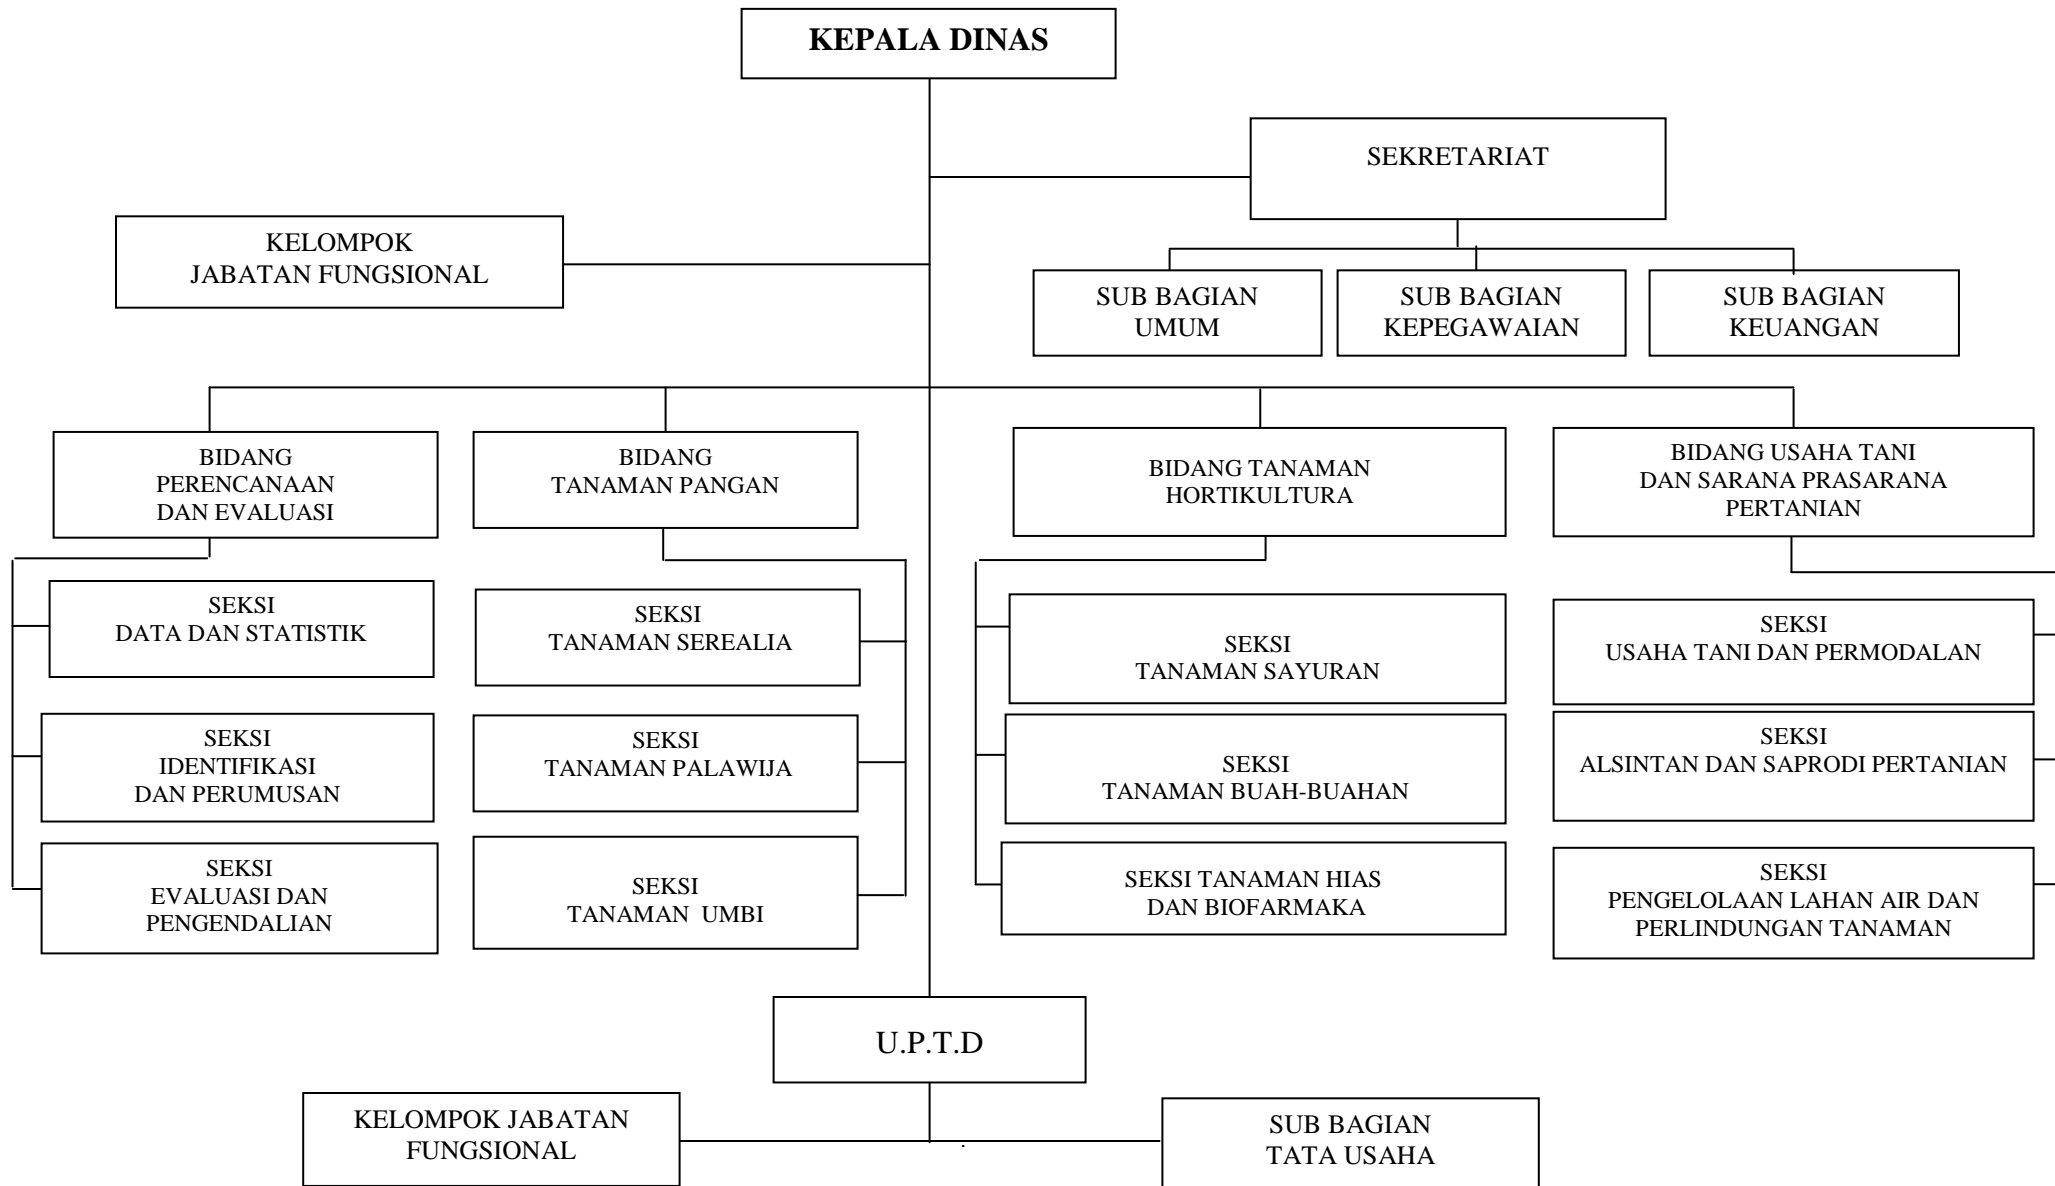 KEPALA DINAS
SEKRETARIAT
KELOMPOK
JABATAN FUNGSIONAL
SUB BAGIAN
UMUM
SUB BAGIAN
KEPEGAWAIAN
SUB BAGIAN
KEUANGAN
BIDANG
PERENCANAAN
DAN EVALUASI
BIDANG
TANAMAN PANGAN
BIDANG TANAMAN
HORTIKULTURA
BIDANG USAHA TANI
DAN SARANA PRASARANA
PERTANIAN
SEKSI
DATA DAN STATISTIK
SEKSI
TANAMAN SEREALIA
SEKSI
TANAMAN SAYURAN
SEKSI
USAHA TANI DAN PERMODALAN
SEKSI
IDENTIFIKASI
DAN PERUMUSAN
SEKSI
TANAMAN PALAWIJA
SEKSI
TANAMAN BUAH-BUAHAN
SEKSI
ALSINTAN DAN SAPRODI PERTANIAN
SEKSI
EVALUASI DAN
PENGENDALIAN
SEKSI
TANAMAN UMBI
SEKSI TANAMAN HIAS
DAN BIOFARMAKA
SEKSI
PENGELOLAAN LAHAN AIR DAN
PERLINDUNGAN TANAMAN
U.P.T.D
KELOMPOK JABATAN
FUNGSIONAL
SUB BAGIAN
TATA USAHA